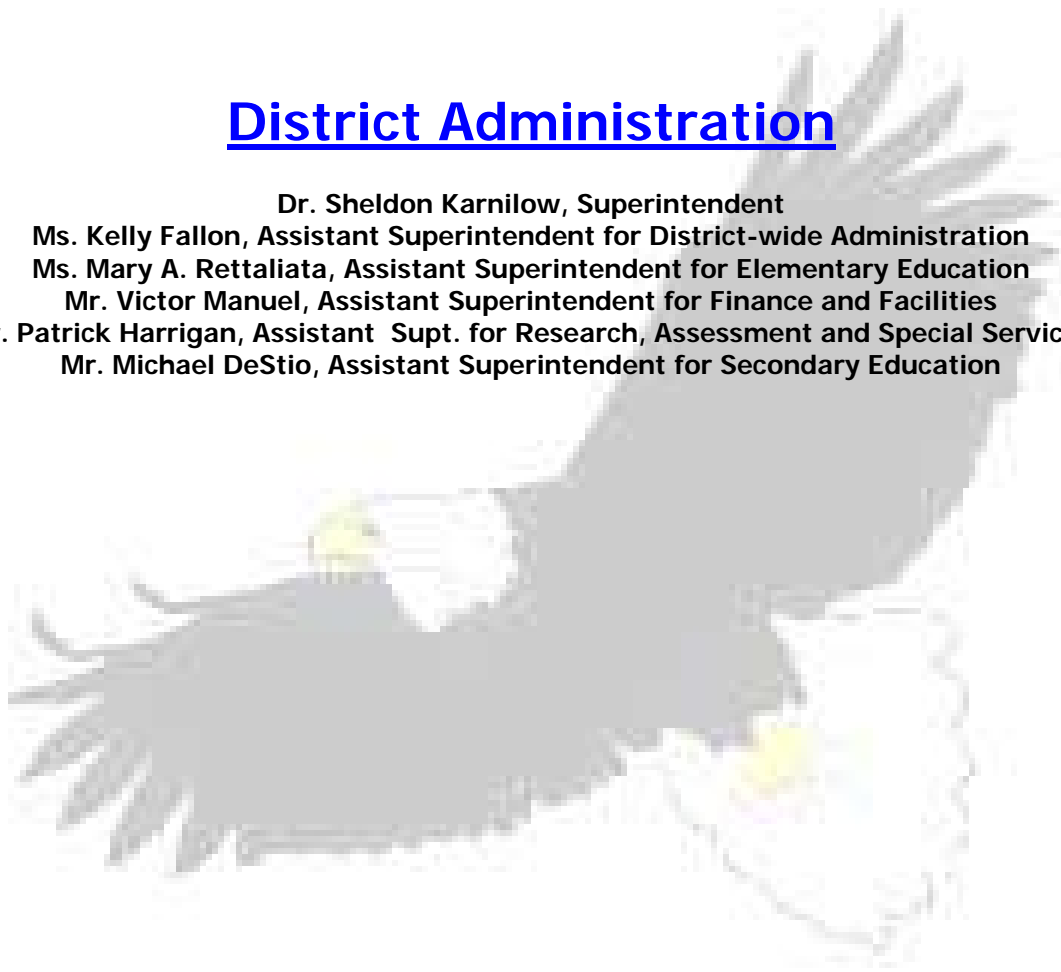 District Administration
Dr. Sheldon Karnilow, Superintendent
Ms. Kelly Fallon, Assistant Superintendent for District-wide Administration
Ms. Mary A. Rettaliata, Assistant Superintendent for Elementary Education
Mr. Victor Manuel, Assistant Superintendent for Finance and Facilities
. Patrick Harrigan, Assistant Supt. for Research, Assessment and Special Servic
Mr. Michael DeStio, Assistant Superintendent for Secondary Education